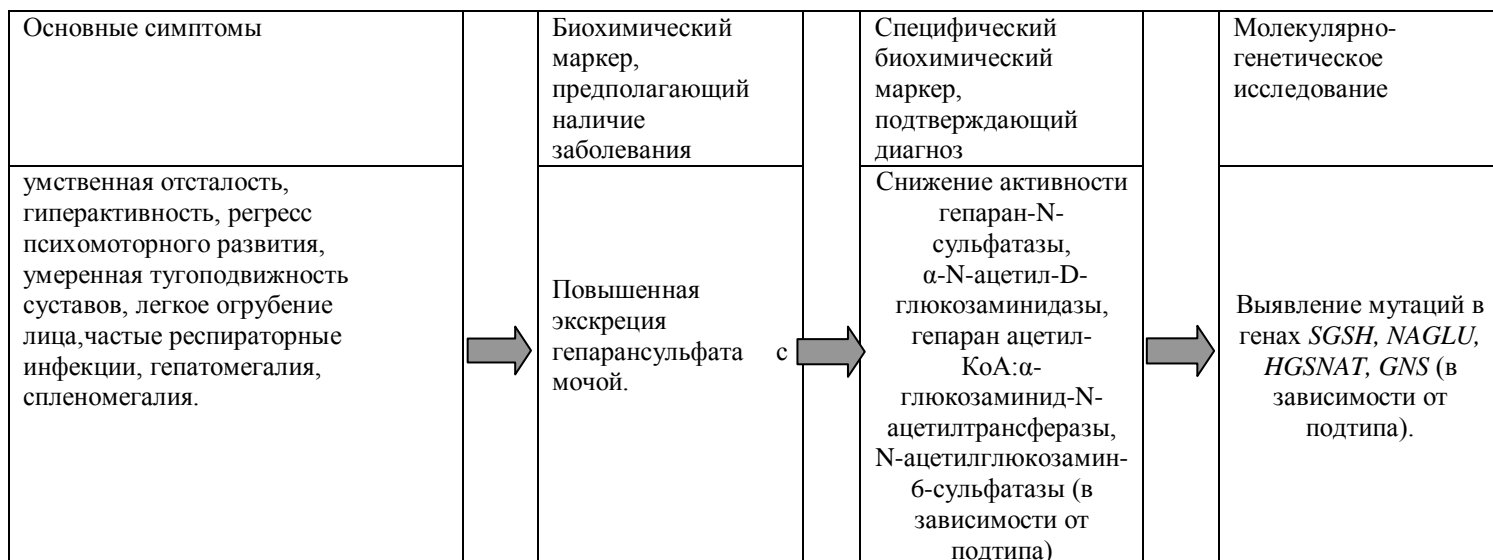 Основные симптомы
Биохимический
маркер,
предполагающий
наличие
заболевания
Специфический
биохимический
маркер,
подтверждающий
диагноз
Молекулярно-
генетическое
исследование
умственная отсталость,
гиперактивность, регресс
психомоторного развития,
умеренная тугоподвижность
суставов, легкое огрубение
лица,частые респираторные
инфекции, гепатомегалия,
спленомегалия.
Повышенная
экскреция
гепарансульфата с
мочой.
Снижение активности
гепаран-N-
сульфатазы,
α-N-ацетил-D-
глюкозаминидазы,
гепаран ацетил-
КоА:α-
глюкозаминид-N-
ацетилтрансферазы,
N-ацетилглюкозамин-
6-сульфатазы (в
зависимости от
подтипа)
Выявление мутаций в
генах SGSH, NAGLU,
HGSNAT, GNS (в
зависимости от
подтипа).